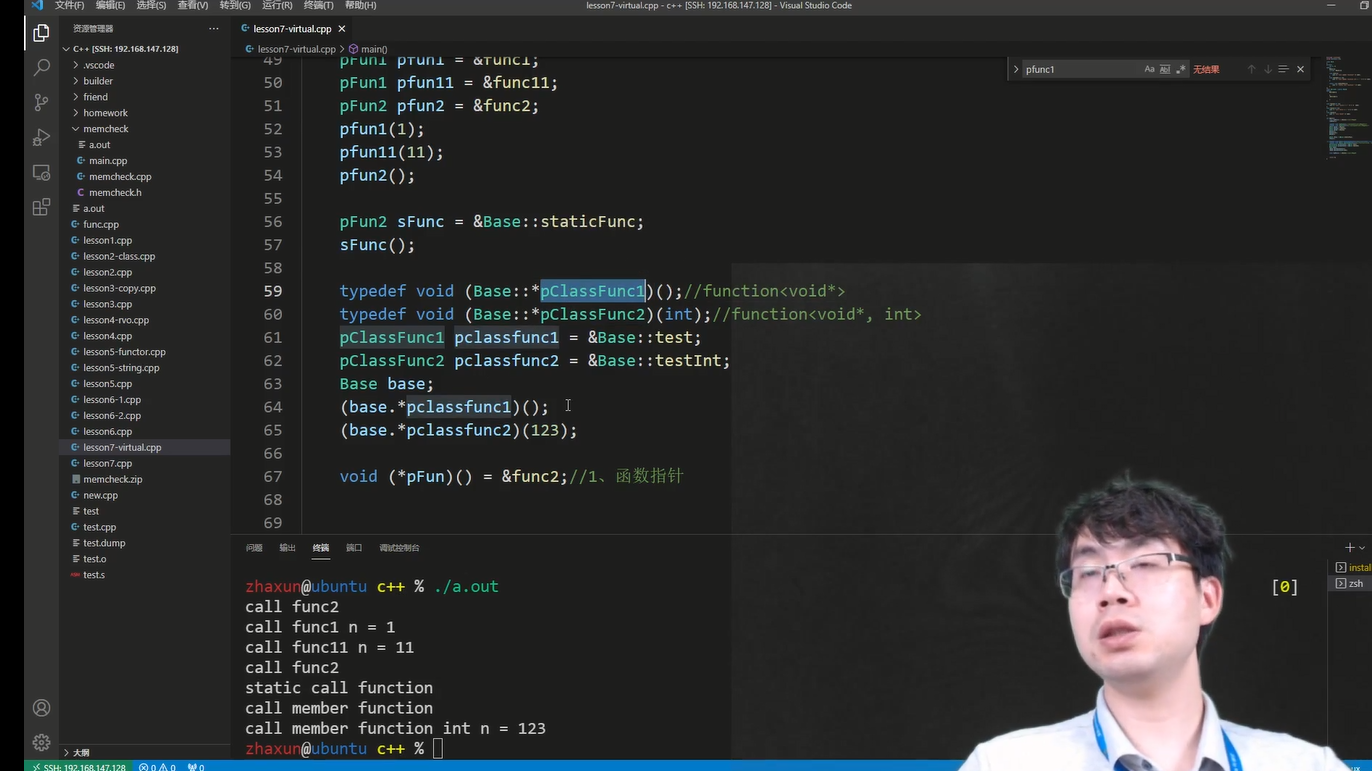 文件(F) 编辑(E) 选择(S) 查看(V) 转到(G) 运行(R) 终端(T) 帮助(H)
lesson7-virtual.cpp - c++ [SSH: 192.168.147.128] - Visual Studio Code
资源管理器
C++ [SSH: 192.168.147.128]
.vscode
builder
friend
homework
memcheck
a.out
main.cpp
memcheck.cpp
memcheck.h
a.out
func.cpp
lesson1.cpp
lesson2-class.cpp
lesson2.cpp
lesson3-copy.cpp
lesson3.cpp
lesson4-rvo.cpp
lesson4.cpp
lesson5-functor.cpp
lesson5-string.cpp
lesson5.cpp
lesson6-1.cpp
lesson6-2.cpp
lesson6.cpp
lesson7-virtual.cpp
lesson7.cpp
memcheck.zip
new.cpp
test
test.cpp
test.dump
test.o
test.s
大纲
lesson7-virtual.cpp
lesson7-virtual.cpp > main()
pfunc1 Aa 无结果
49 pFun1 pfun1 = &func1;
50 pFun1 pfun11 = &func11;
51 pFun2 pfun2 = &func2;
52 pfun1(1);
53 pfun11(11);
54 pfun2();
55
56 pFun2 sFunc = &Base::staticFunc;
57 sFunc();
58
59 typedef void (Base::*pClassFunc1)();//function<void*>
60 typedef void (Base::*pClassFunc2)(int);//function<void*, int>
61 pClassFunc1 pclassfunc1 = &Base::test;
62 pClassFunc2 pclassfunc2 = &Base::testInt;
63 Base base;
64 (base.*pclassfunc1)();
65 (base.*pclassfunc2)(123);
66
67 void (*pFun)() = &func2;//1、函数指针
68
69
问题 输出 终端 端口 调试控制台
zhaxun@ubuntu c++ % ./a.out [0]
call func2
call func1 n = 1
call func11 n = 11
call func2
static call function
call member function
call member function int n = 123
zhaxun@ubuntu c++ %
instal
zsh
SSH: 192.168.147.128 0 0 0